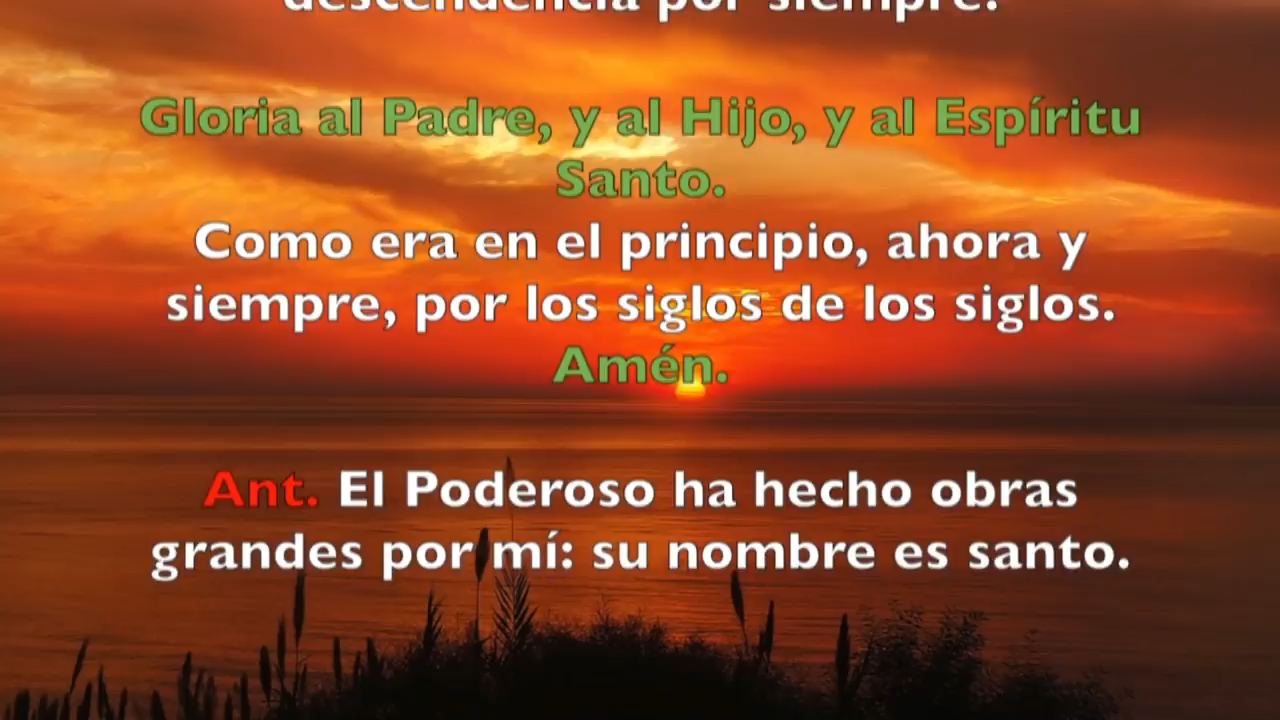 descendencia por siempre.
Gloria al Padre, y al Hijo, y al Espíritu
Santo.
Como era en el principio, ahora y
siempre, por los siglos de los siglos.
Amén.
Ant. El Poderoso ha hecho obras
grandes por mí: su nombre es santo.